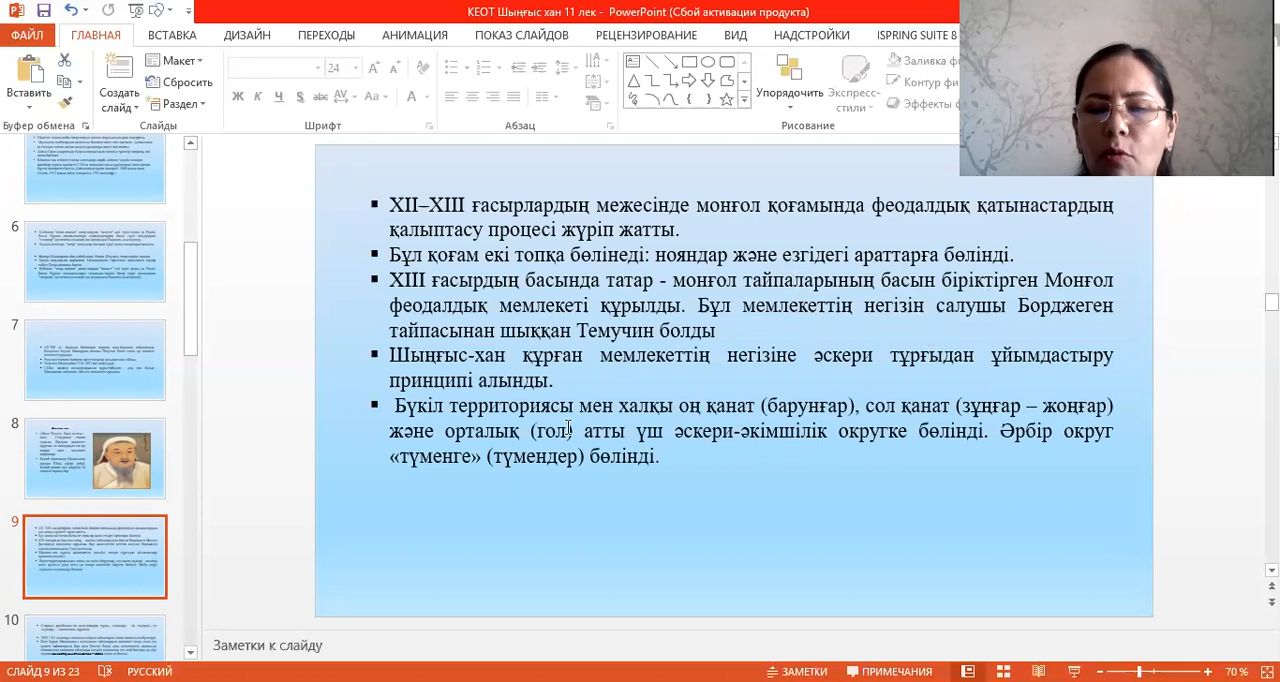 КЕОТ Шыңғыс хан 11 лек - PowerPoint (Сбой активации продукта)
ФАЙЛ ГЛАВНАЯ ВСТАВКА ДИЗАЙН ПЕРЕХОДЫ АНИМАЦИЯ ПОКАЗ СЛАЙДОВ РЕЦЕНЗИРОВАНИЕ ВИД НАДСТРОЙКИ ISPRING SUITE 8
Вставить
Создать слайд
Макет
Сбросить
Раздел
24
Ж К Ч S abc AV Aa A
Упорядочить
Экспресс-стили
Заливка ф
Контур фи
Эффекты ф
Буфер обмена Слайды Шрифт Абзац Рисование
6
7
8
9
10
XII–XIII ғасырлардың межесінде монғол қоғамында феодалдық қатынастардың
қалыптасу процесі жүріп жатты.
Бұл қоғам екі топқа бөлінеді: нояндар және езгідегі араттарға бөлінді.
XIII ғасырдың басында татар - монғол тайпаларының басын біріктірген Монғол
феодалдық мемлекеті құрылды. Бұл мемлекеттің негізін салушы Борджеген
тайпасынан шыққан Темучин болды
Шыңғыс-хан құрған мемлекеттің негізіне әскери тұрғыдан ұйымдастыру
принципі алынды.
Бүкіл территориясы мен халқы оң қанат (барунғар), сол қанат (зұңғар – жоңғар)
және орталық (гол) атты үш әскери-әкімшілік округке бөлінді. Әрбір округ
«түменге» (түмендер) бөлінді.
Заметки к слайду
СЛАЙД 9 ИЗ 23 РУССКИЙ ЗАМЕТКИ ПРИМЕЧАНИЯ 70 %